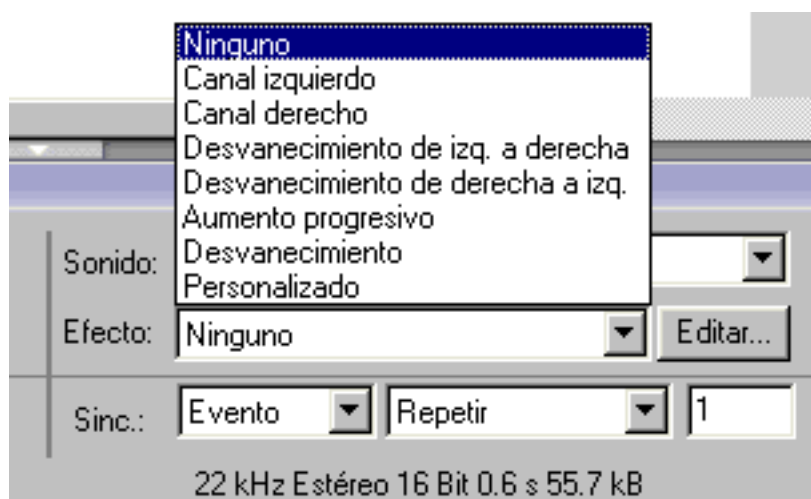 Ninguno
Canal izquierdo
Canal derecho
Desvanecimiento de izq. a derecha
Desvanecimiento de derecha a izq.
Aumento progresivo
Desvanecimiento
Personalizado
Sonido:
Efecto: Ninguno Editar...
Sinc.: Evento Repetir 1
22 kHz Estéreo 16 Bit 0.6 s 55.7 kB